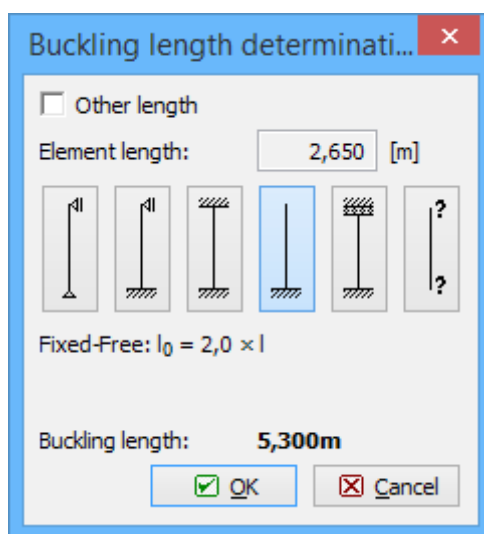 Buckling length determinati...
Other length
Element length: 2,650 [m]
?
?
Fixed-Free: l₀ = 2,0 × l
Buckling length: 5,300m
OK Cancel